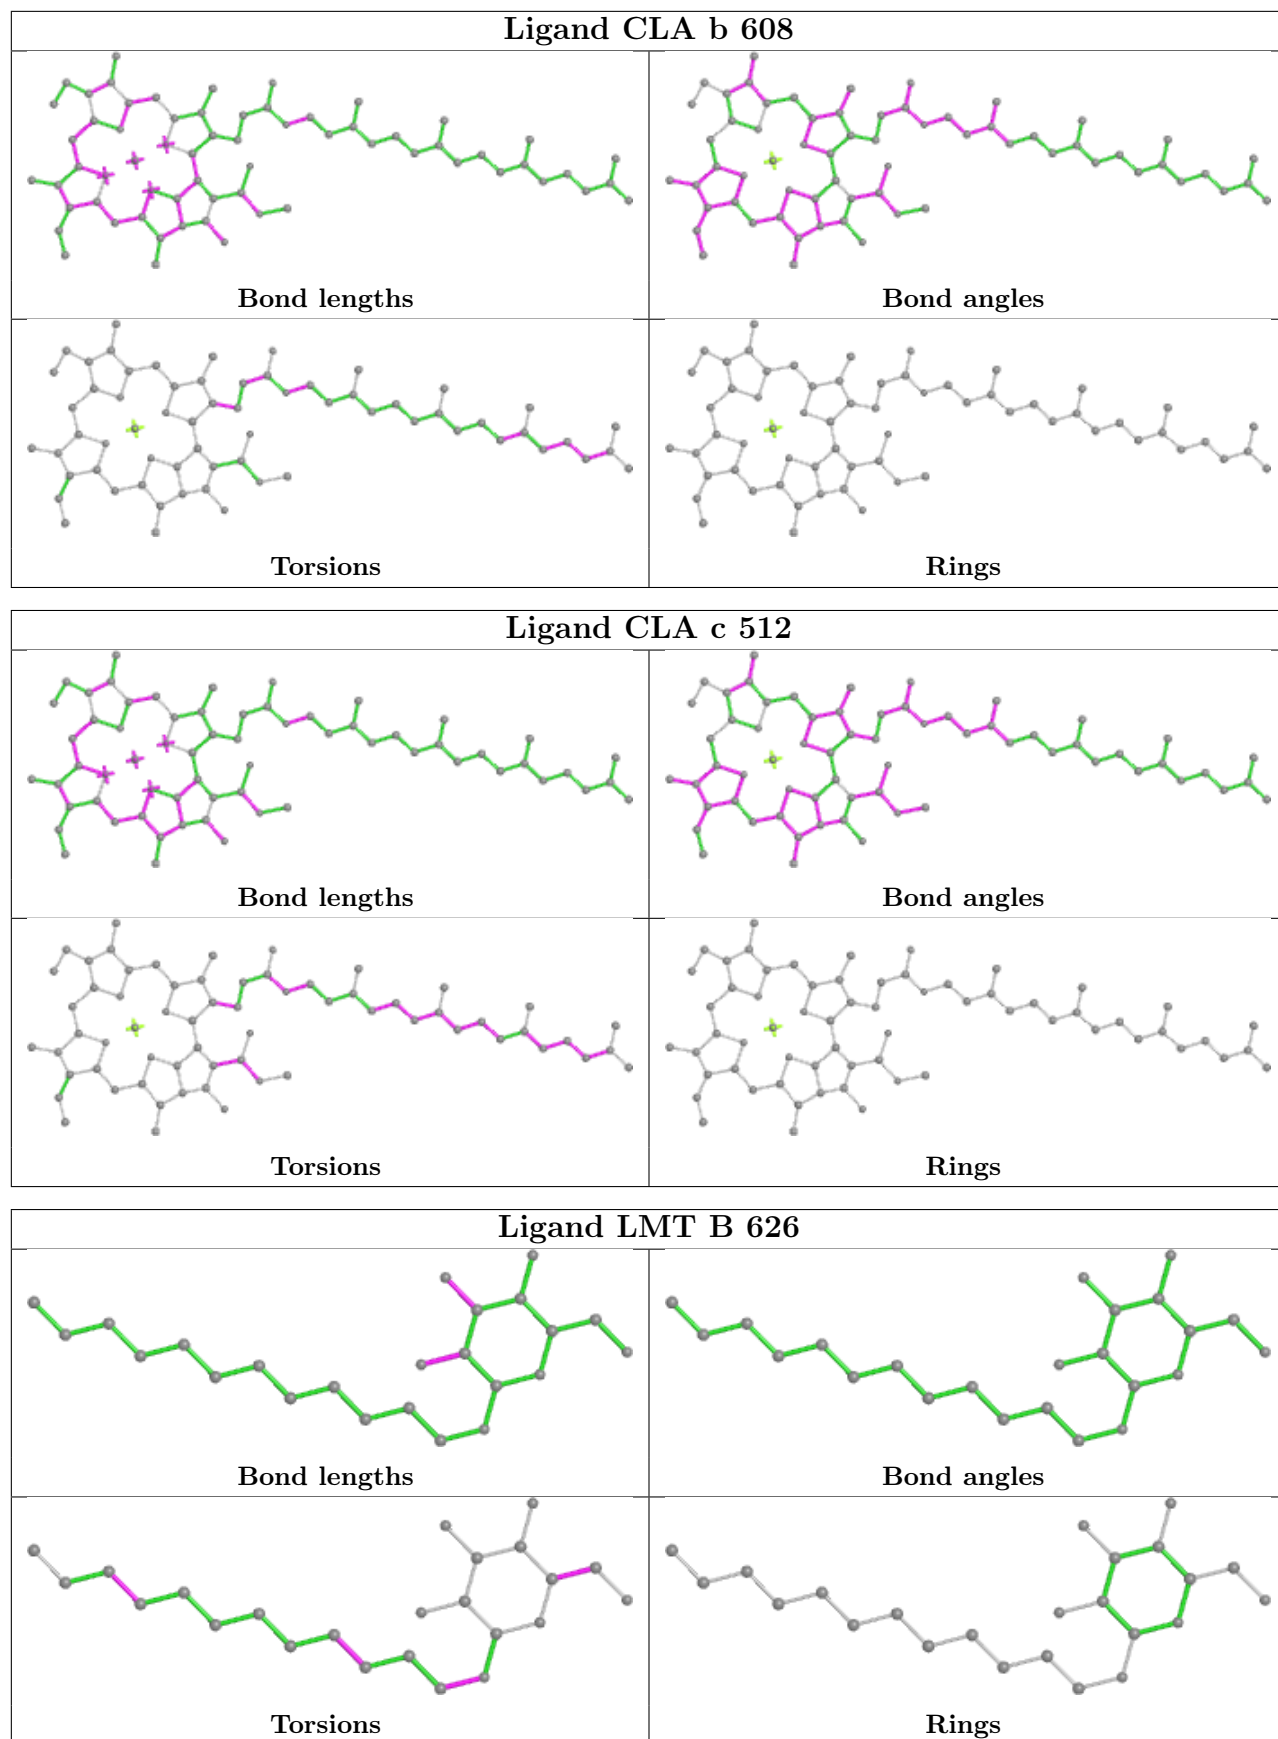 Ligand CLA b 608
Bond lengths
Bond angles
Torsions
Rings
Ligand CLA c 512
Bond lengths
Bond angles
Torsions
Rings
Ligand LMT B 626
Bond lengths
Bond angles
Torsions
Rings